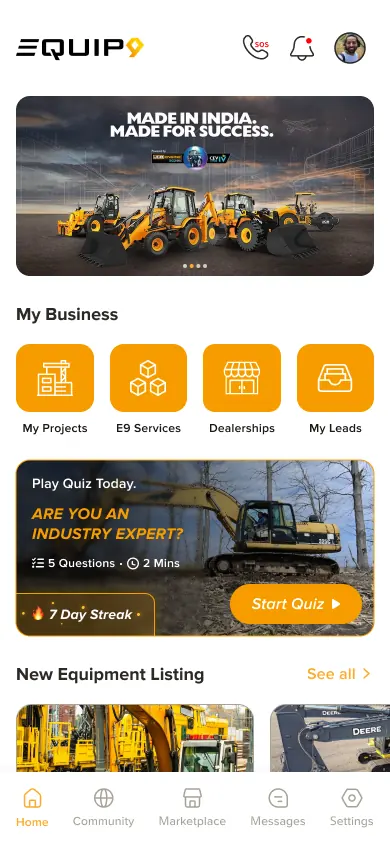 EQUIP9
SOS
MADE IN INDIA.
MADE FOR SUCCESS.
My Business
My Projects
E9 Services
Dealerships
My Leads
Play Quiz Today.
ARE YOU AN
INDUSTRY EXPERT?
5 Questions • 2 Mins
7 Day Streak
Start Quiz
New Equipment Listing
See all
DEERE
DEERE
Home
Community
Marketplace
Messages
Settings